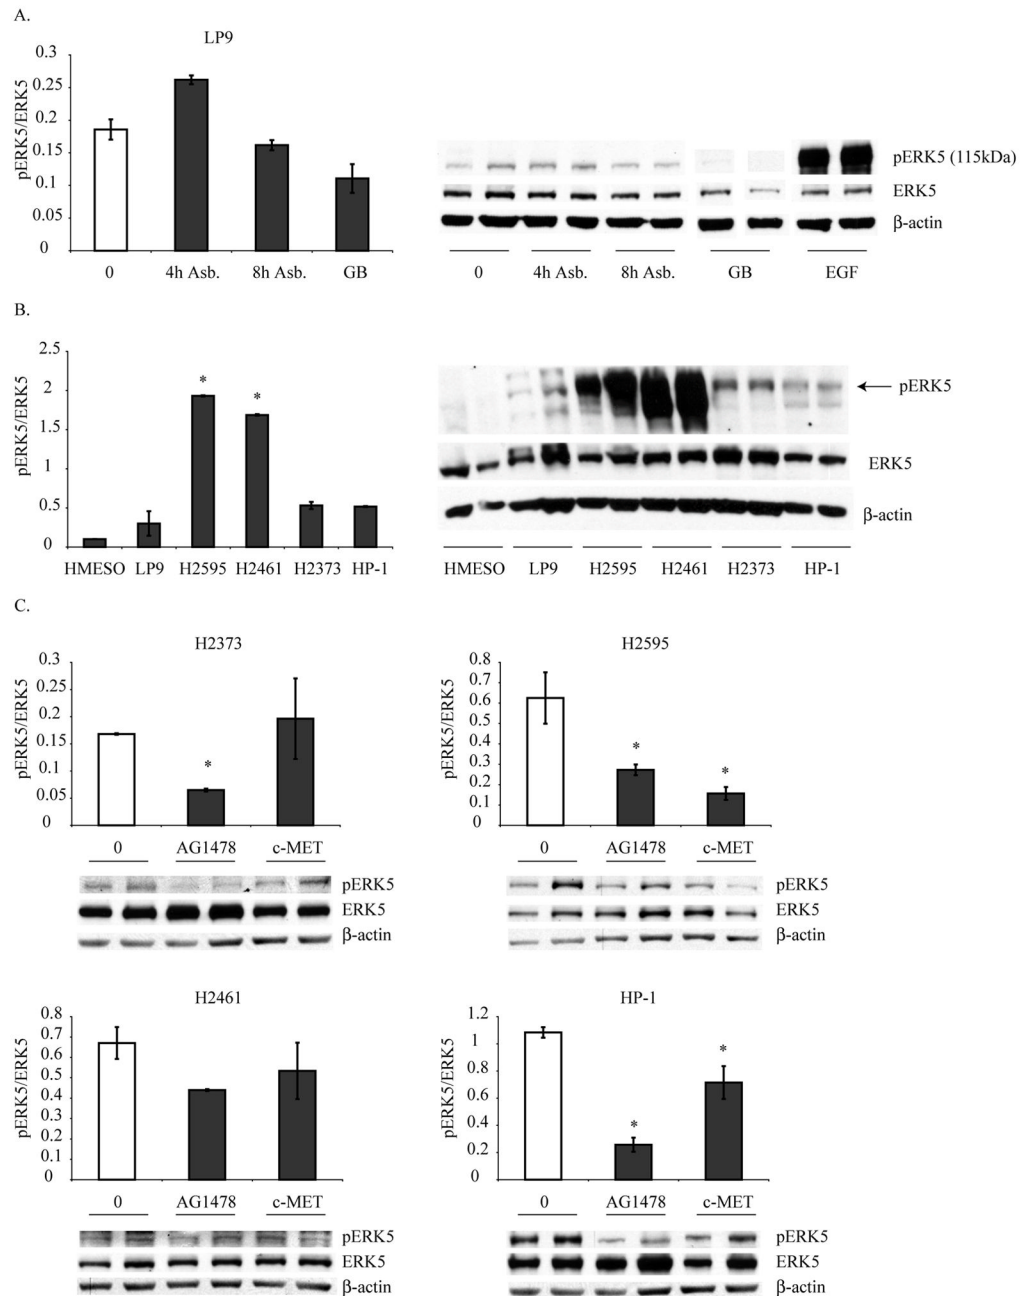 A.
LP9
pERK5/ERK5
0.3
0.25
0.2
0.15
0.1
0.05
0
0 4h Asb. 8h Asb. GB
pERK5 (115kDa)
ERK5
β-actin
0 4h Asb. 8h Asb. GB EGF
B.
pERK5/ERK5
2.5
2
1.5
1
0.5
0
* *
HMESO LP9 H2595 H2461 H2373 HP-1
pERK5
ERK5
β-actin
HMESO LP9 H2595 H2461 H2373 HP-1
C.
H2373
pERK5/ERK5
0.3
0.25
0.2
0.15
0.1
0.05
0
*
0 AG1478 c-MET
pERK5
ERK5
β-actin
H2595
pERK5/ERK5
0.8
0.7
0.6
0.5
0.4
0.3
0.2
0.1
0
* *
0 AG1478 c-MET
pERK5
ERK5
β-actin
H2461
pERK5/ERK5
0.8
0.7
0.6
0.5
0.4
0.3
0.2
0.1
0
0 AG1478 c-MET
pERK5
ERK5
β-actin
HP-1
pERK5/ERK5
1.2
1
0.8
0.6
0.4
0.2
0
* *
0 AG1478 c-MET
pERK5
ERK5
β-actin